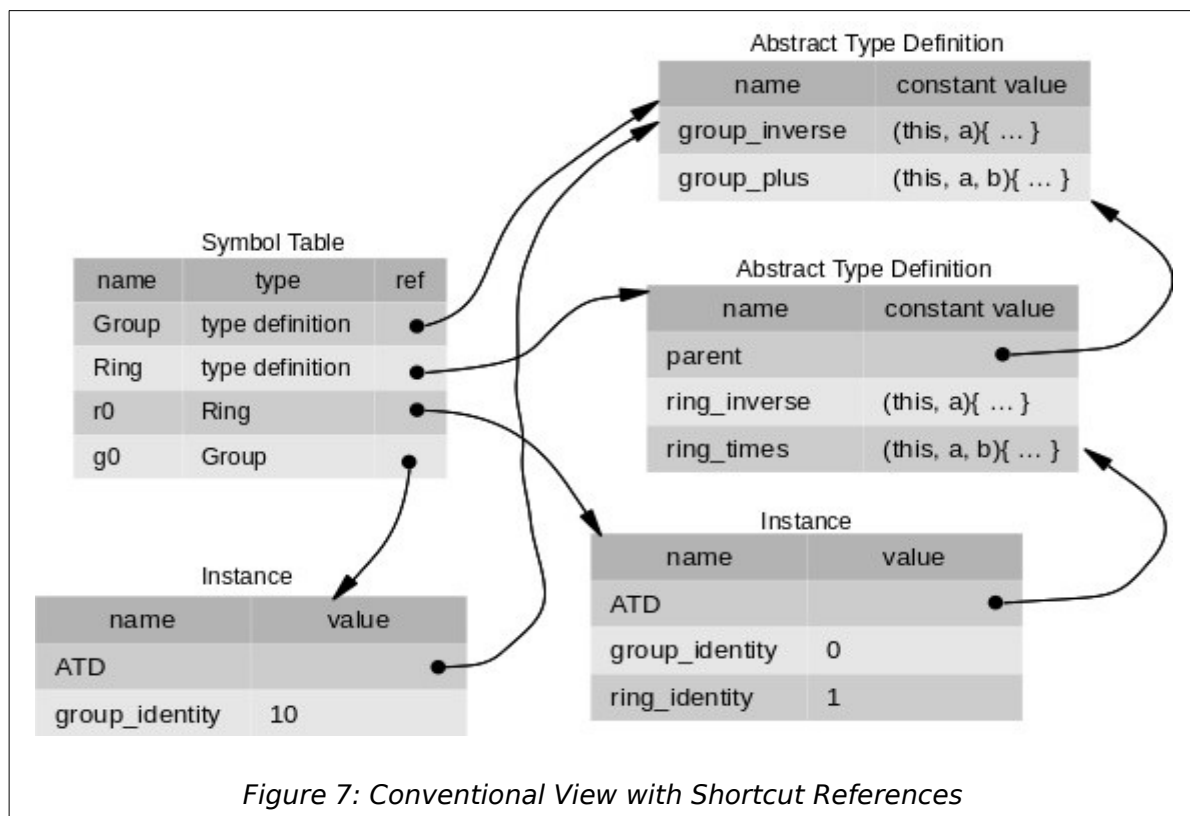 Abstract Type Definition
name constant value
group_inverse (this, a){ … }
group_plus (this, a, b){ … }
Symbol Table
name type ref
Group type definition
Ring type definition
r0 Ring
g0 Group
Abstract Type Definition
name constant value
parent
ring_inverse (this, a){ … }
ring_times (this, a, b){ … }
Instance
name value
ATD
group_identity 10
Instance
name value
ATD
group_identity 0
ring_identity 1
Figure 7: Conventional View with Shortcut References